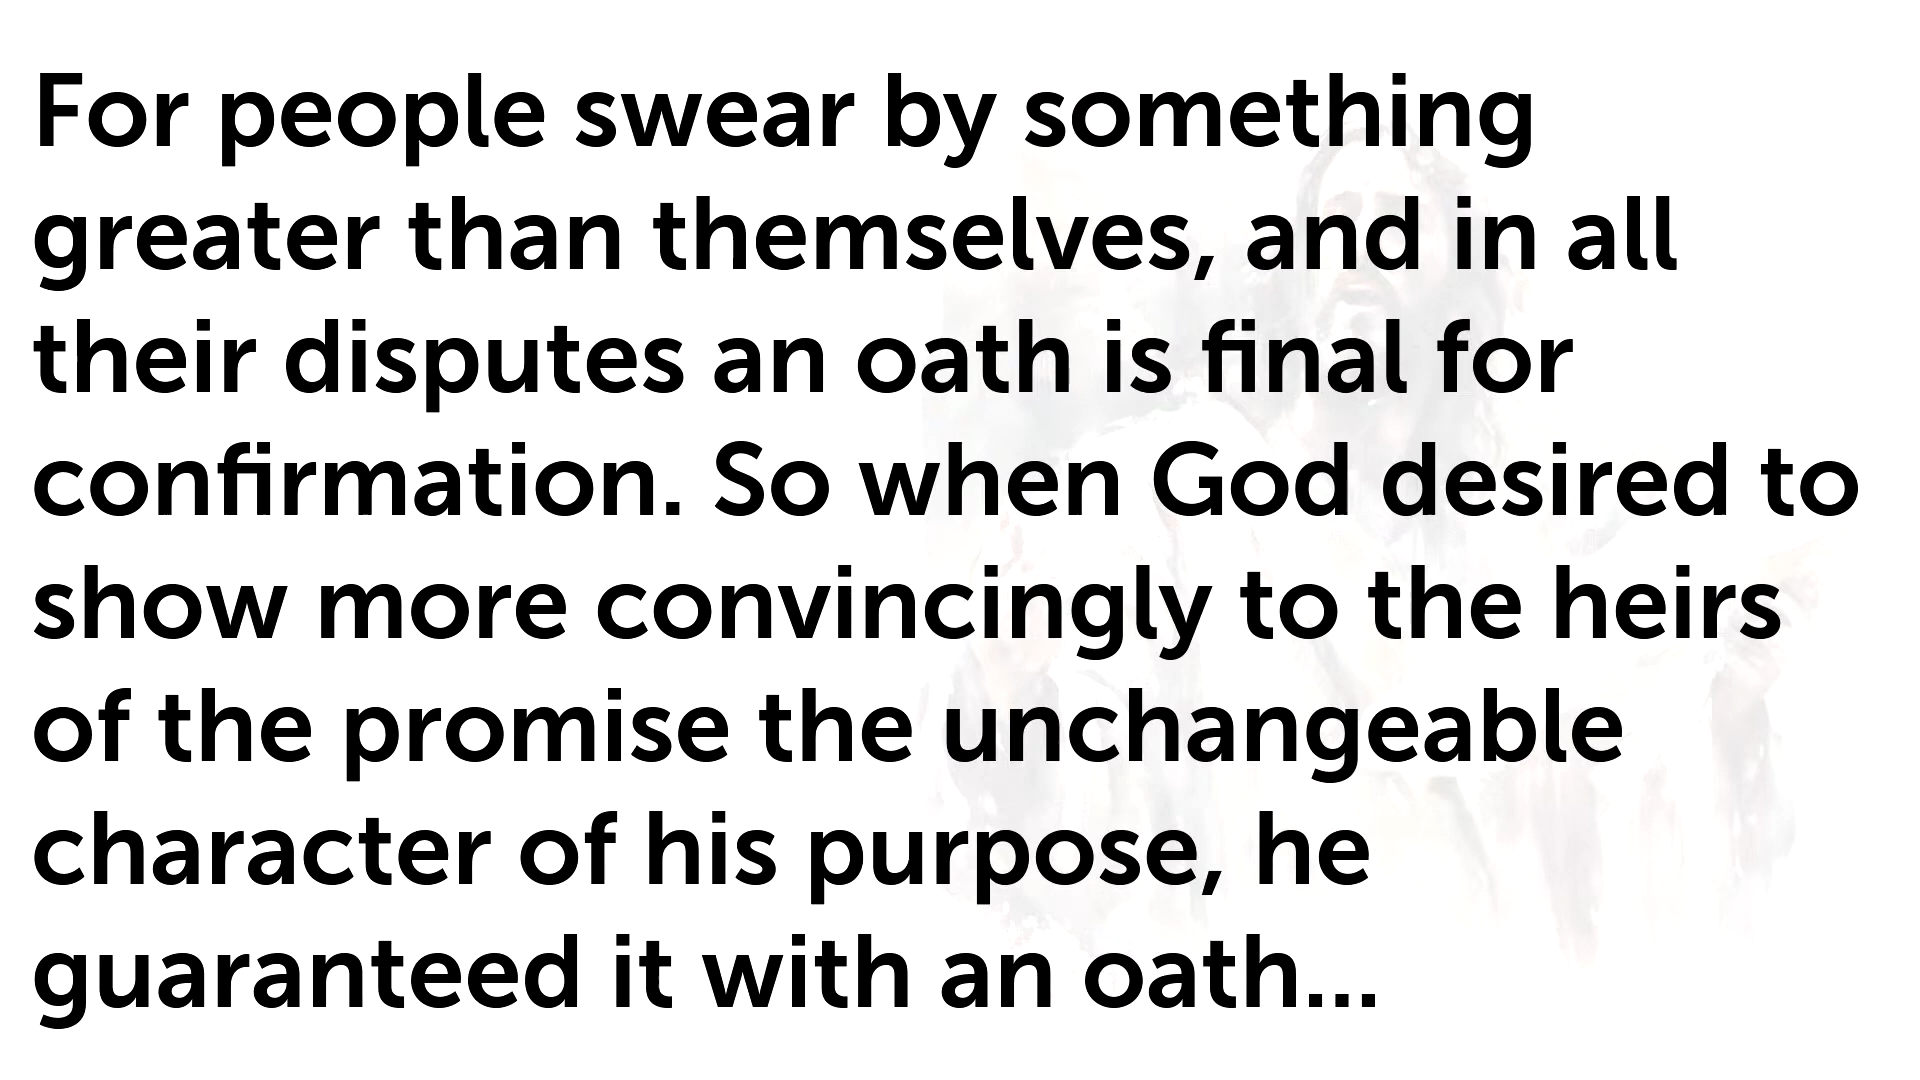 For people swear by something
greater than themselves, and in all
their disputes an oath is final for
confirmation. So when God desired to
show more convincingly to the heirs
of the promise the unchangeable
character of his purpose, he
guaranteed it with an oath...